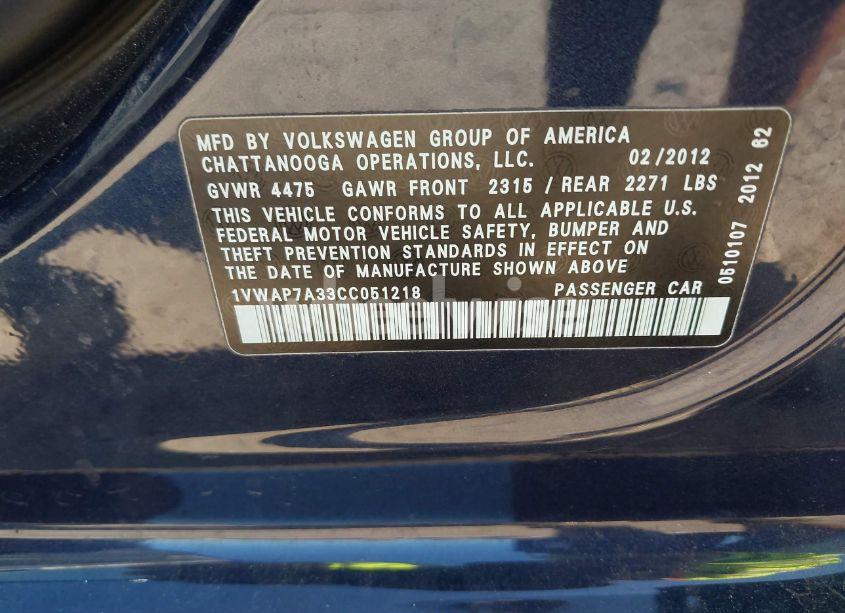 MFD BY VOLKSWAGEN GROUP OF AMERICA
CHATTANOOGA OPERATIONS, LLC. 02/2012
GVWR 4475 GAWR FRONT 2315 / REAR 2271 LBS
THIS VEHICLE CONFORMS TO ALL APPLICABLE U.S.
FEDERAL MOTOR VEHICLE SAFETY, BUMPER AND
THEFT PREVENTION STANDARDS IN EFFECT ON
THE DATE OF MANUFACTURE SHOWN ABOVE
1VWAP7A33CC051218 PASSENGER CAR
0510107 2012 62